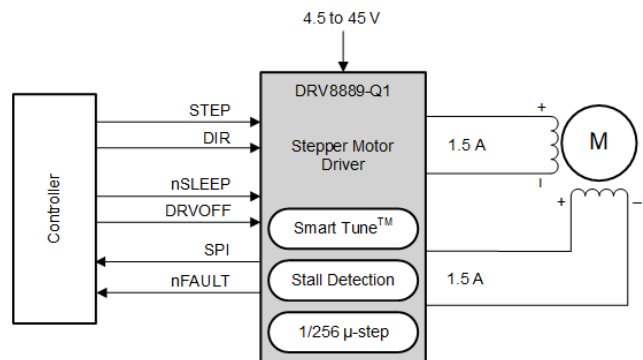 4.5 to 45 V
DRV8889-Q1
Stepper Motor
Driver
Controller
STEP
DIR
nSLEEP
DRVOFF
SPI
nFAULT
Smart Tune™
Stall Detection
1/256 µ-step
+
1.5 A
–
M
+
–
1.5 A